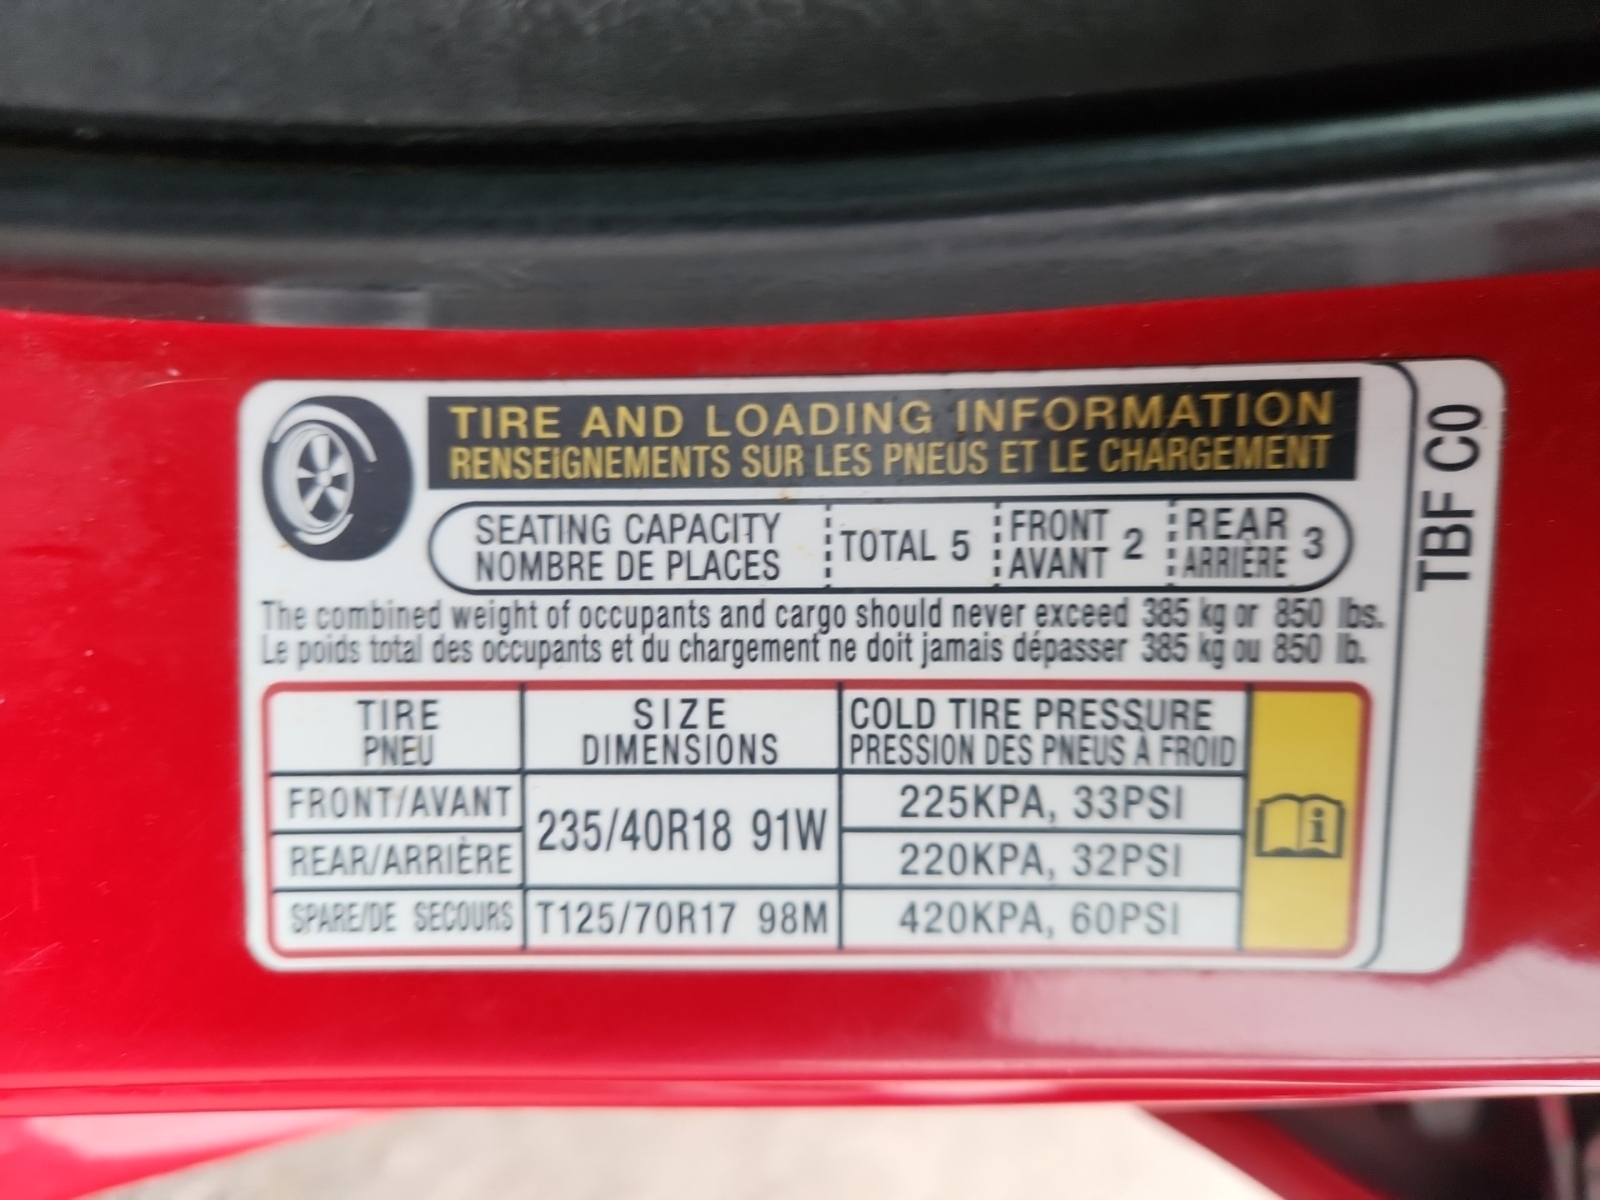 TIRE AND LOADING INFORMATION
RENSEiGNEMENTS SUR LES PNEUS ET LE CHARGEMENT
SEATING CAPACITY
NOMBRE DE PLACES
TOTAL 5
FRONT
AVANT
2
REAR
ARRIÈRE
3
The combined weight of occupants and cargo should never exceed 385 kg or 850 lbs.
Le poids total des occupants et du chargement ne doit jamais dépasser 385 kg ou 850 lb.
TIRE
PNEU
SIZE
DIMENSIONS
COLD TIRE PRESSURE
PRESSION DES PNEUS À FROID
FRONT/AVANT
235/40R18 91W
225KPA, 33PSI
REAR/ARRIÈRE
220KPA, 32PSI
SPARE/DE SECOURS
T125/70R17 98M
420KPA, 60PSI
i
TBF C0